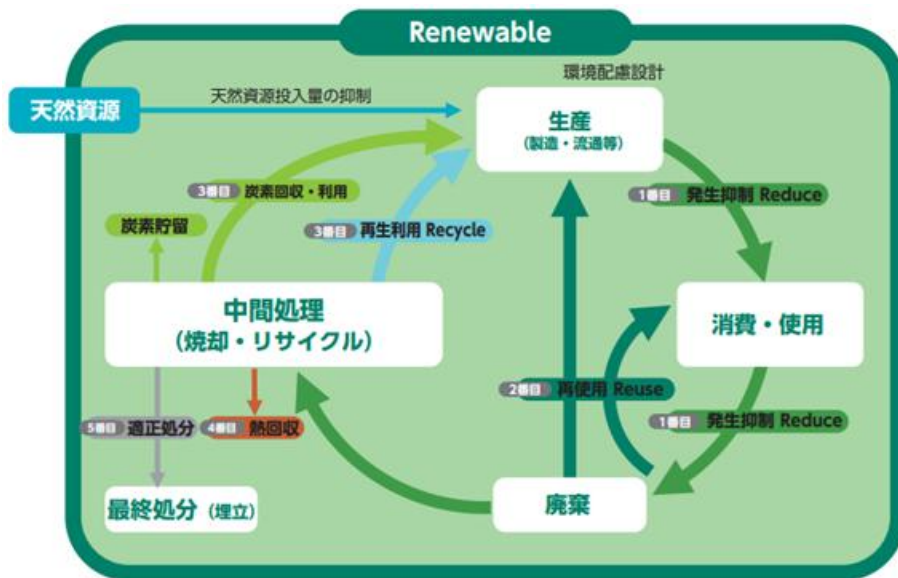 Renewable
環境配慮設計
天然資源
天然資源投入量の抑制
生産
(製造・流通等)
3番目 炭素回収・利用
1番目 発生抑制 Reduce
炭素貯留
3番目 再生利用 Recycle
中間処理
(焼却・リサイクル)
消費・使用
2番目 再使用 Reuse
5番目 適正処分
4番目 熱回収
1番目 発生抑制 Reduce
最終処分 (埋立)
廃棄